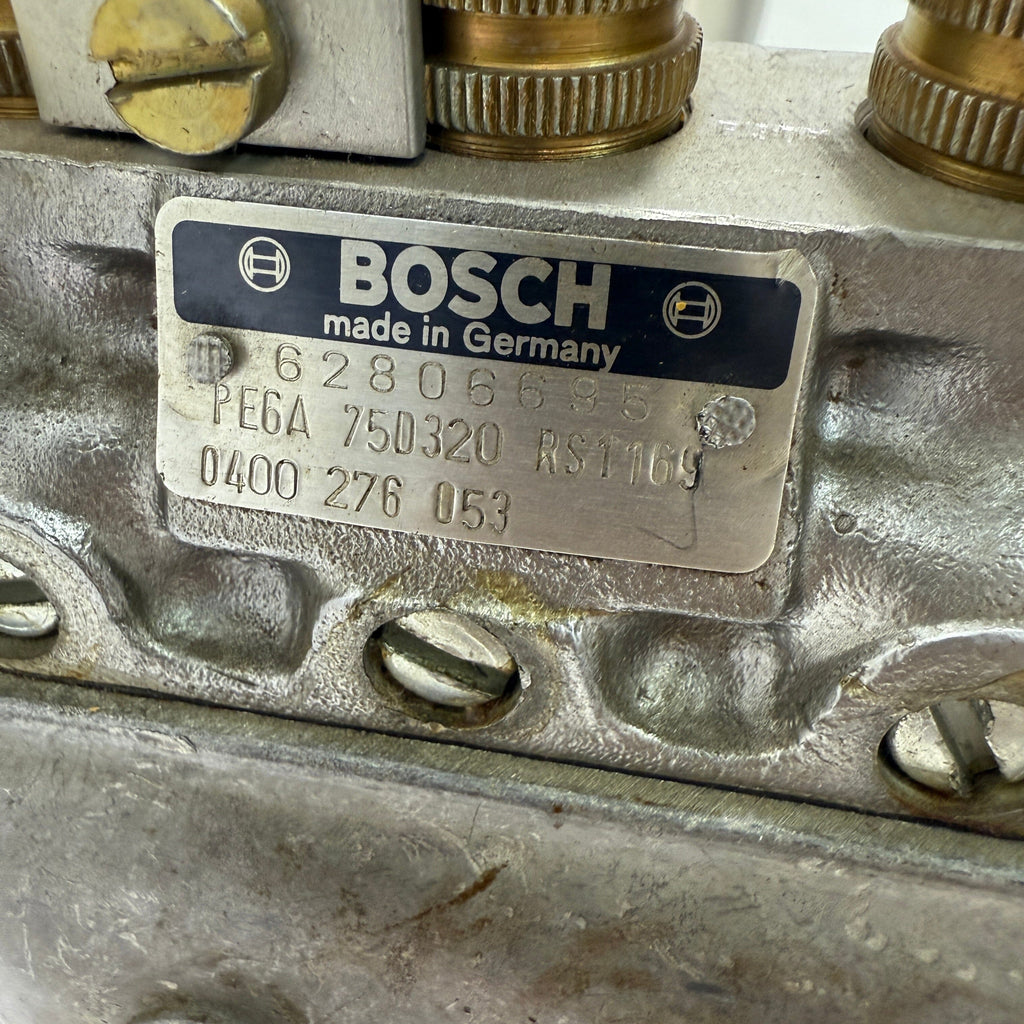 BOSCH
made in Germany
62806695
PE6A 75D320 RS1169
0400 276 053